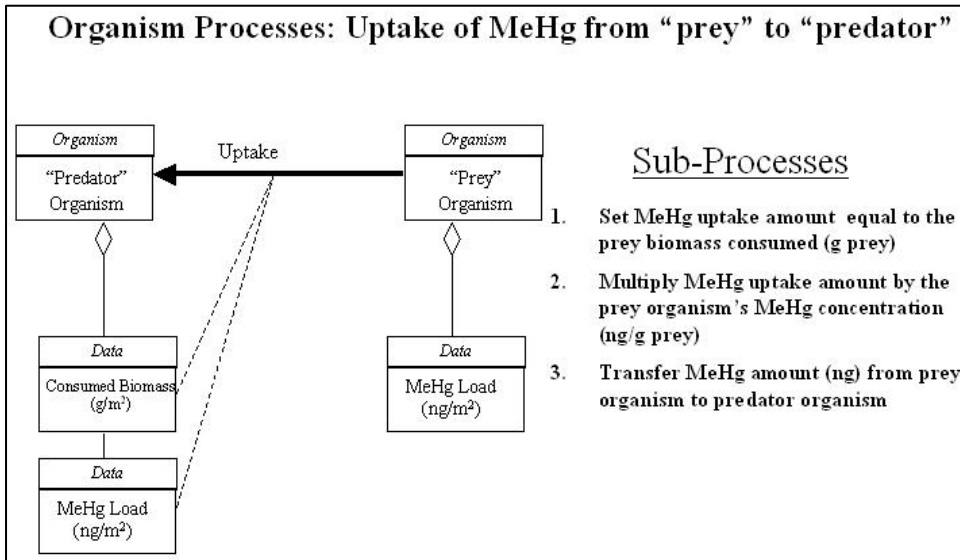 Organism Processes: Uptake of MeHg from “prey” to “predator”
Organism
“Predator”
Organism
Uptake
Organism
“Prey”
Organism
Data
Consumed Biomass
(g/m²)
Data
MeHg Load
(ng/m²)
Data
MeHg Load
(ng/m²)
Sub-Processes
1. Set MeHg uptake amount equal to the
prey biomass consumed (g prey)
2. Multiply MeHg uptake amount by the
prey organism’s MeHg concentration
(ng/g prey)
3. Transfer MeHg amount (ng) from prey
organism to predator organism